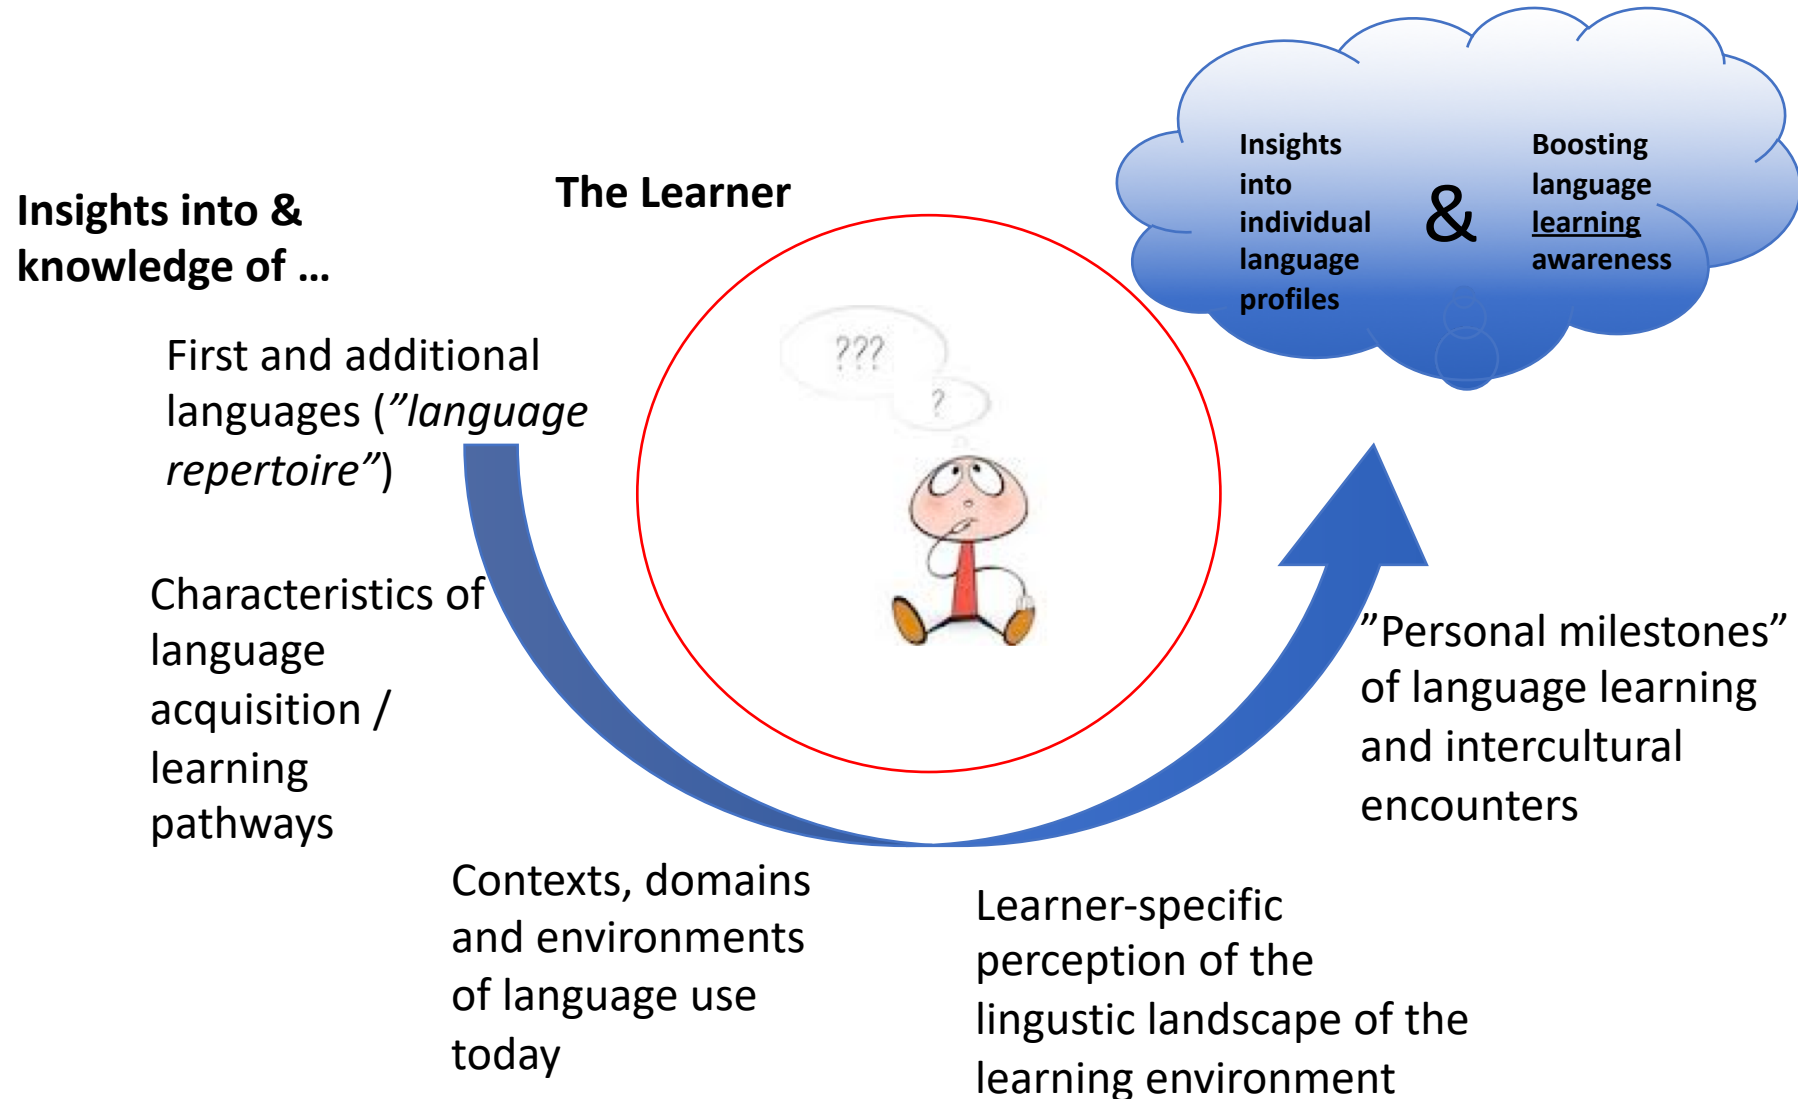 Insights into &
knowledge of …
The Learner
???
?
Insights
into
individual
language
profiles
&
Boosting
language
learning
awareness
First and additional
languages (”language
repertoire”)
Characteristics of
language
acquisition /
learning
pathways
Contexts, domains
and environments
of language use
today
Learner-specific
perception of the
lingustic landscape of the
learning environment
”Personal milestones”
of language learning
and intercultural
encounters